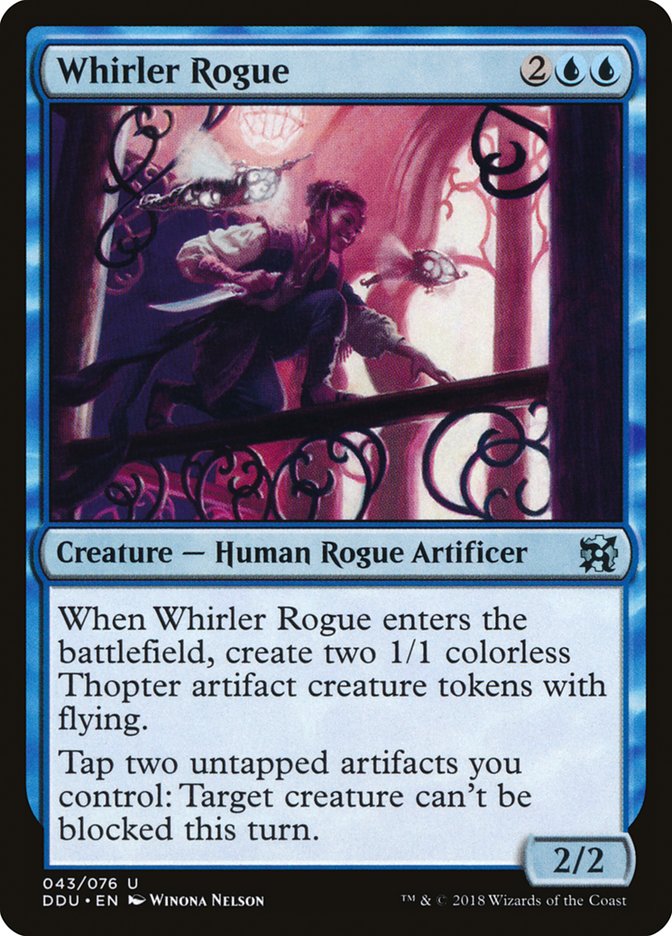 Whirler Rogue 2
Creature — Human Rogue Artificer
When Whirler Rogue enters the
battlefield, create two 1/1 colorless
Thopter artifact creature tokens with
flying.
Tap two untapped artifacts you
control: Target creature can't be
blocked this turn.
2/2
043/076 U
DDU • EN Winona Nelson
™ & © 2018 Wizards of the Coast